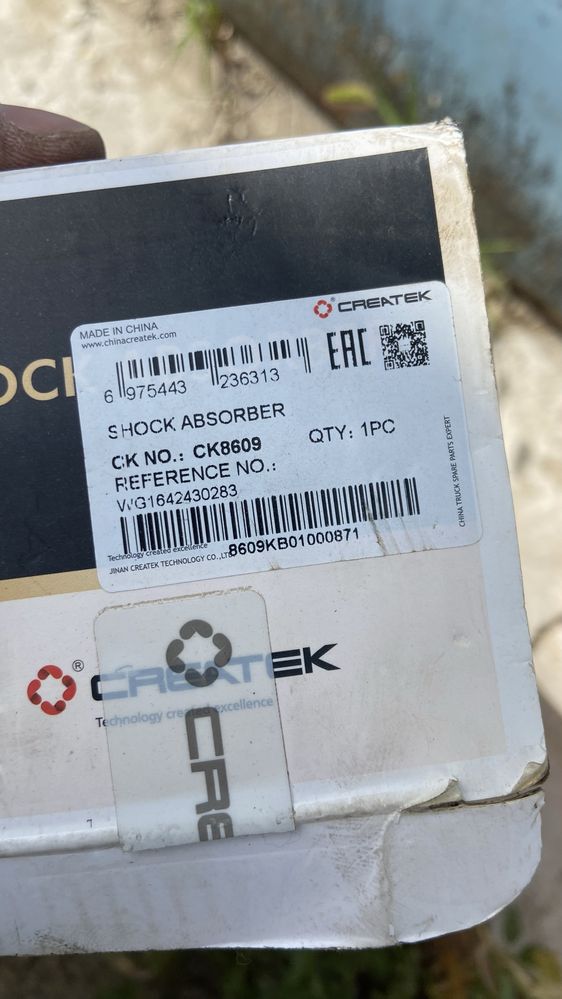 OCK
MADE IN CHINA
www.chinacreatek.com
® CREATEK
EAC
6 975443 236313
SHOCK ABSORBER
CK NO.: CK8609
QTY: 1PC
REFERENCE NO.:
WG1642430283
CHINA TRUCK SPARE PARTS EXPERT
Technology created excellence
8609KB01000871
JINAN CREATEK TECHNOLOGY CO.,LTD
® CREATEK
Technology created excellence
CRE